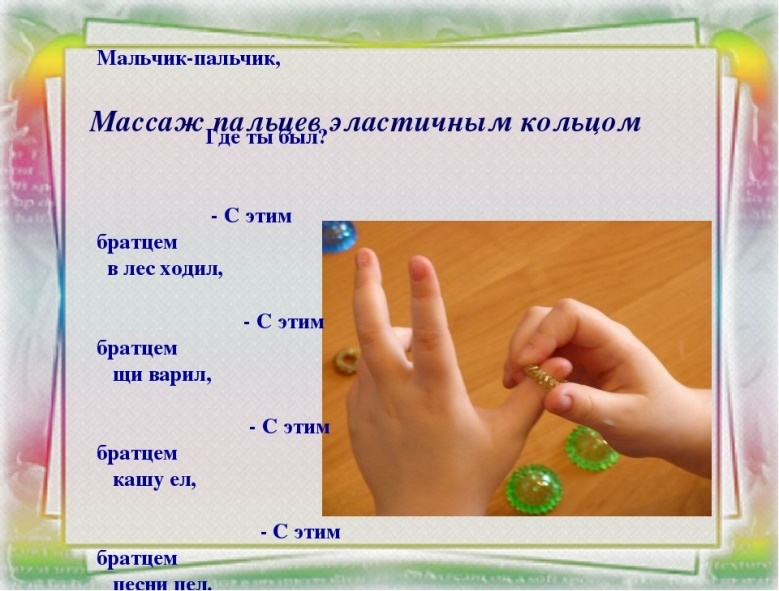 Мальчик-пальчик,
Массаж пальцев эластичным кольцом
Где ты был?
- С этим
братцем
в лес ходил,
- С этим
братцем
щи варил,
- С этим
братцем
кашу ел,
- С этим
братцем
песни пел.